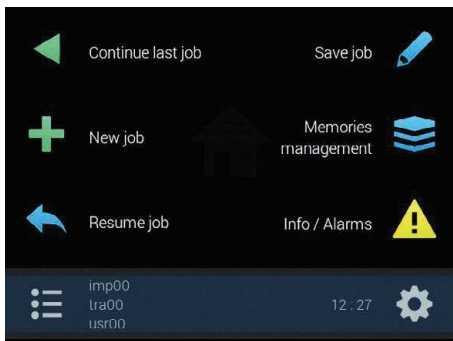 Continue last job
Save job
New job
Memories
management
Resume job
Info / Alarms
imp00
tra00
usr00
12 : 27